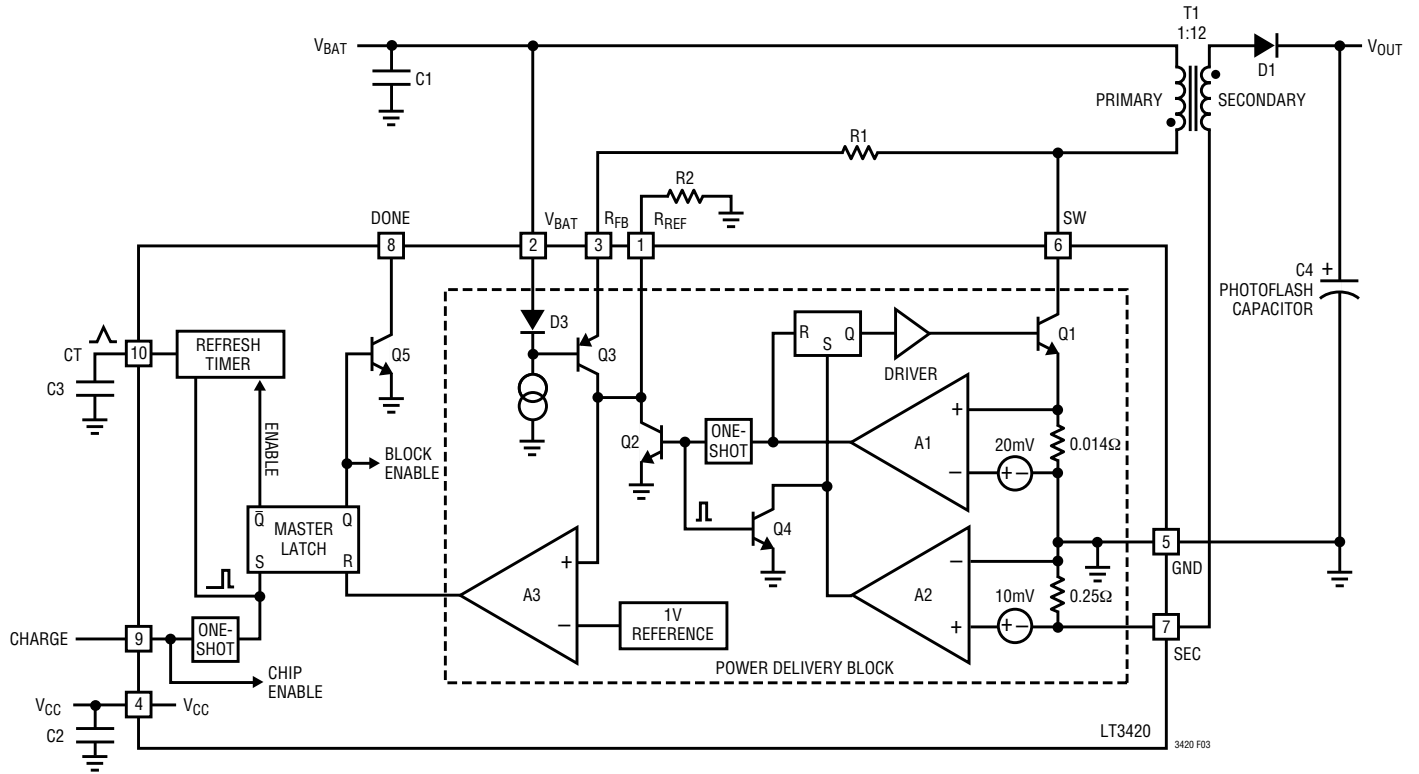 T1
1:12
V_BAT
V_OUT
D1
C1
PRIMARY
SECONDARY
R1
R2
DONE
V_BAT
R_FB
R_REF
SW
8
2
3
1
6
C4 +
PHOTOFLASH
CAPACITOR
D3
Q3
R
Q
S
Q1
DRIVER
CT
10
REFRESH
TIMER
Q5
C3
ENABLE
BLOCK
ENABLE
Q2
ONE-
SHOT
A1
+
−
20mV
+ −
0.014Ω
Q4
Q̅
Q
MASTER
LATCH
S
R
5
GND
A3
+
−
A2
−
+
10mV
+ −
0.25Ω
1V
REFERENCE
7
SEC
CHARGE
9
ONE-
SHOT
POWER DELIVERY BLOCK
CHIP
ENABLE
V_CC
4
V_CC
C2
LT3420
3420 F03